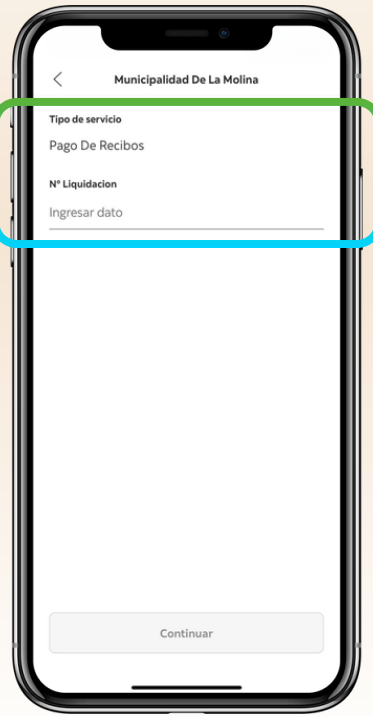 Municipalidad De La Molina
Tipo de servicio
Pago De Recibos
N° Liquidacion
Ingresar dato
Continuar